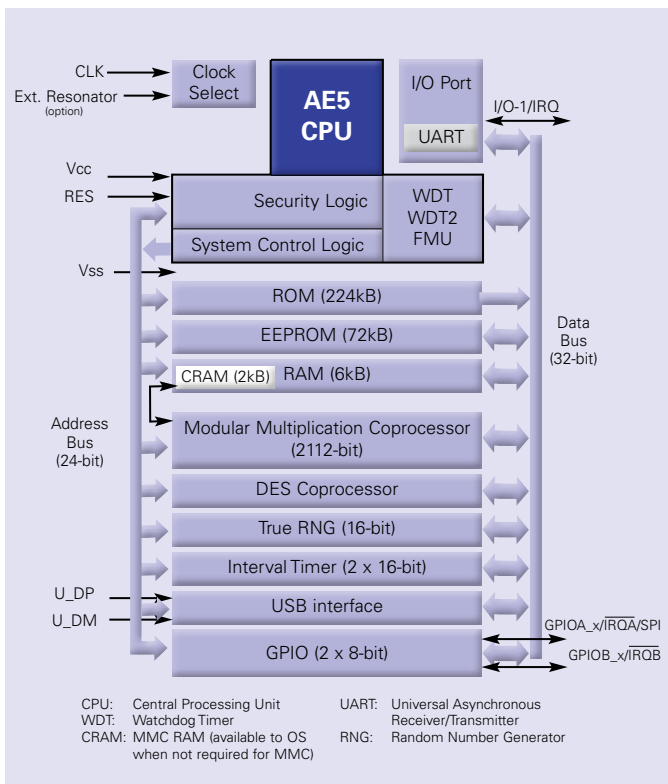 CLK
Ext. Resonator
(option)
Clock
Select
AE5
CPU
I/O Port
UART
I/O-1/IRQ
Vcc
RES
Security Logic
System Control Logic
WDT
WDT2
FMU
Vss
ROM (224kB)
EEPROM (72kB)
CRAM (2kB)
RAM (6kB)
Data
Bus
(32-bit)
Address
Bus
(24-bit)
Modular Multiplication Coprocessor
(2112-bit)
DES Coprocessor
True RNG (16-bit)
Interval Timer (2 x 16-bit)
U_DP
U_DM
USB interface
GPIO (2 x 8-bit)
GPIOA_x/IRQA/SPI
GPIOB_x/IRQB
CPU: Central Processing Unit
WDT: Watchdog Timer
CRAM: MMC RAM (available to OS
when not required for MMC)
UART: Universal Asynchronous
Receiver/Transmitter
RNG: Random Number Generator